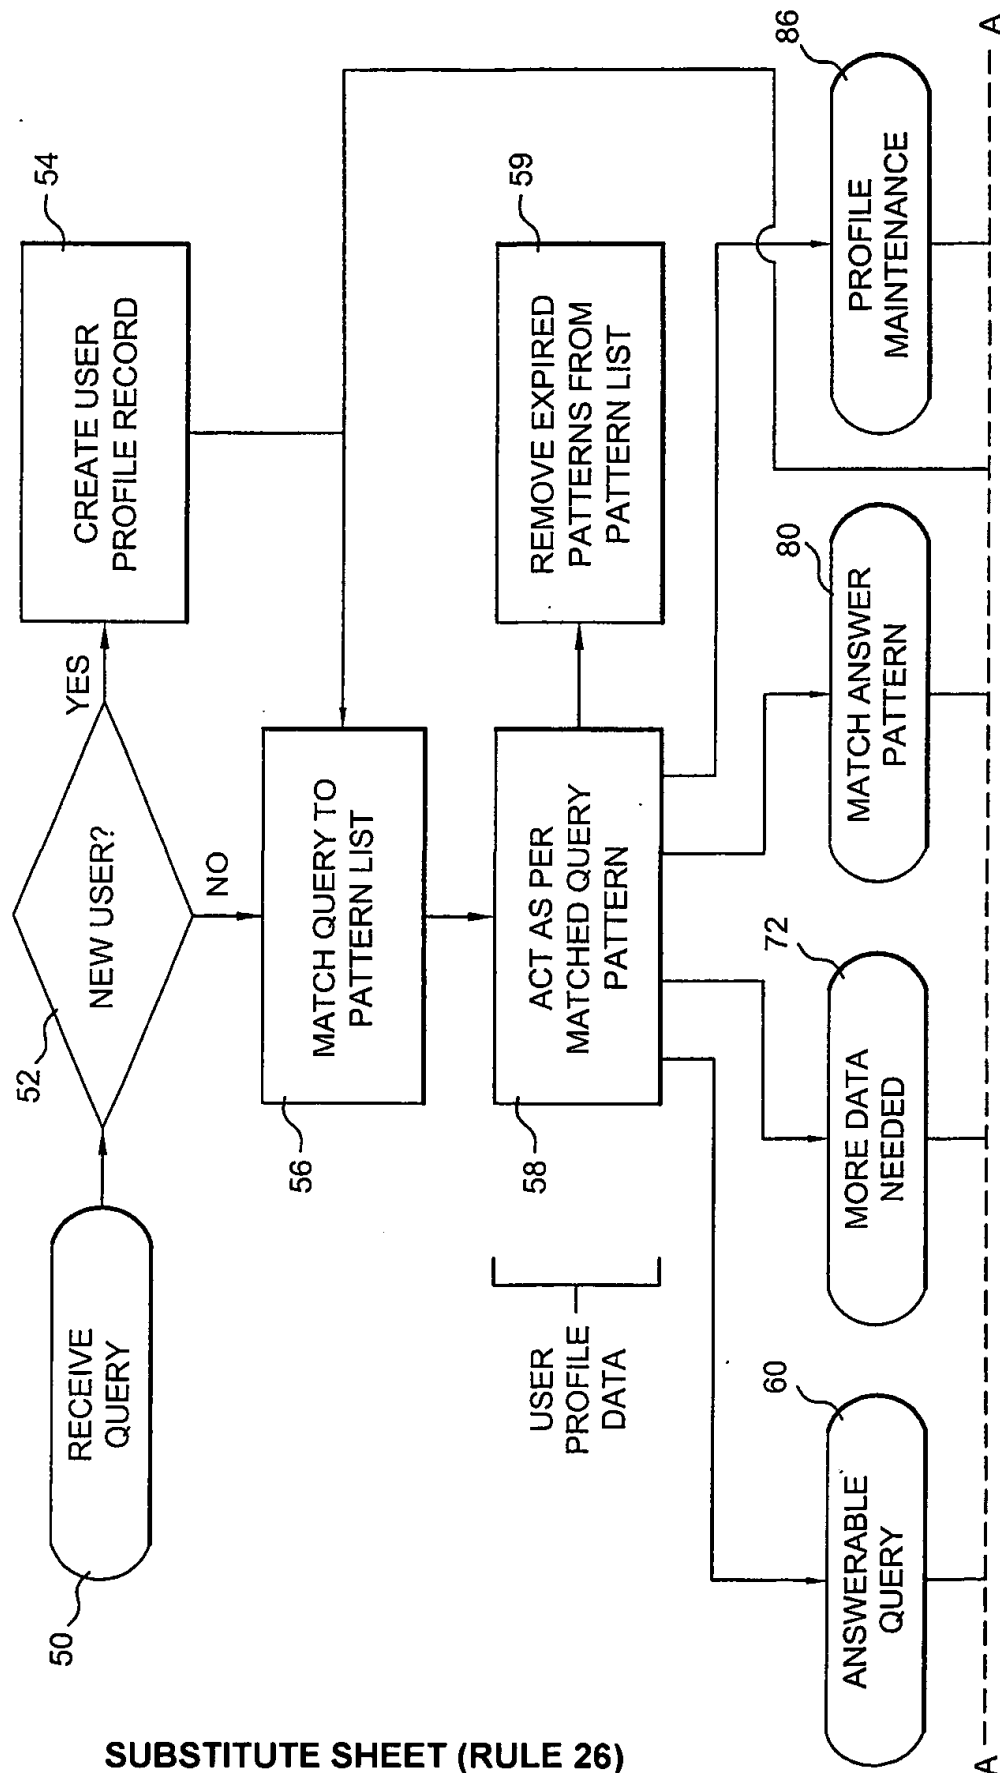 50
RECEIVE
QUERY
52
NEW USER?
YES
NO
54
CREATE USER
PROFILE RECORD
56
MATCH QUERY TO
PATTERN LIST
USER
PROFILE
DATA
58
ACT AS PER
MATCHED QUERY
PATTERN
59
REMOVE EXPIRED
PATTERNS FROM
PATTERN LIST
60
ANSWERABLE
QUERY
72
MORE DATA
NEEDED
80
MATCH ANSWER
PATTERN
86
PROFILE
MAINTENANCE
A
A
SUBSTITUTE SHEET (RULE 26)